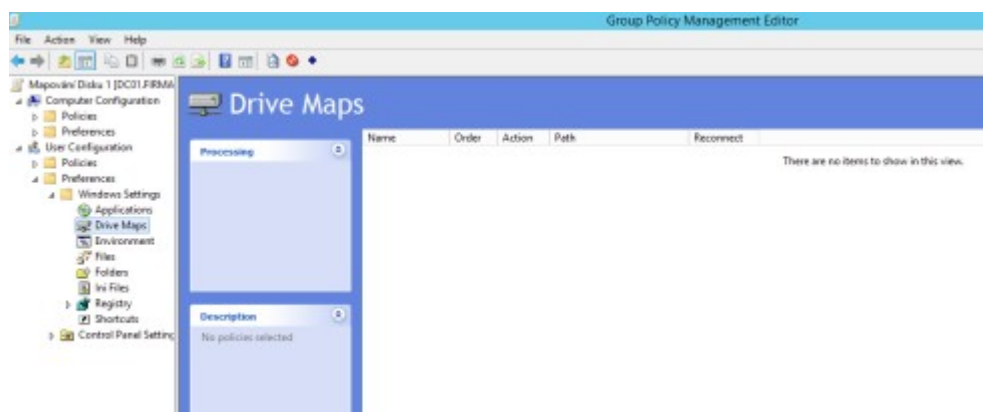 Group Policy Management Editor
File Action View Help
Mapování Disku 1 [DC01.FIRMA
Computer Configuration
Policies
Preferences
User Configuration
Policies
Preferences
Windows Settings
Applications
Drive Maps
Environment
Files
Folders
Ini Files
Registry
Shortcuts
Control Panel Setting
Drive Maps
Processing
Description
No policies selected
Name Order Action Path Reconnect
There are no items to show in this view.